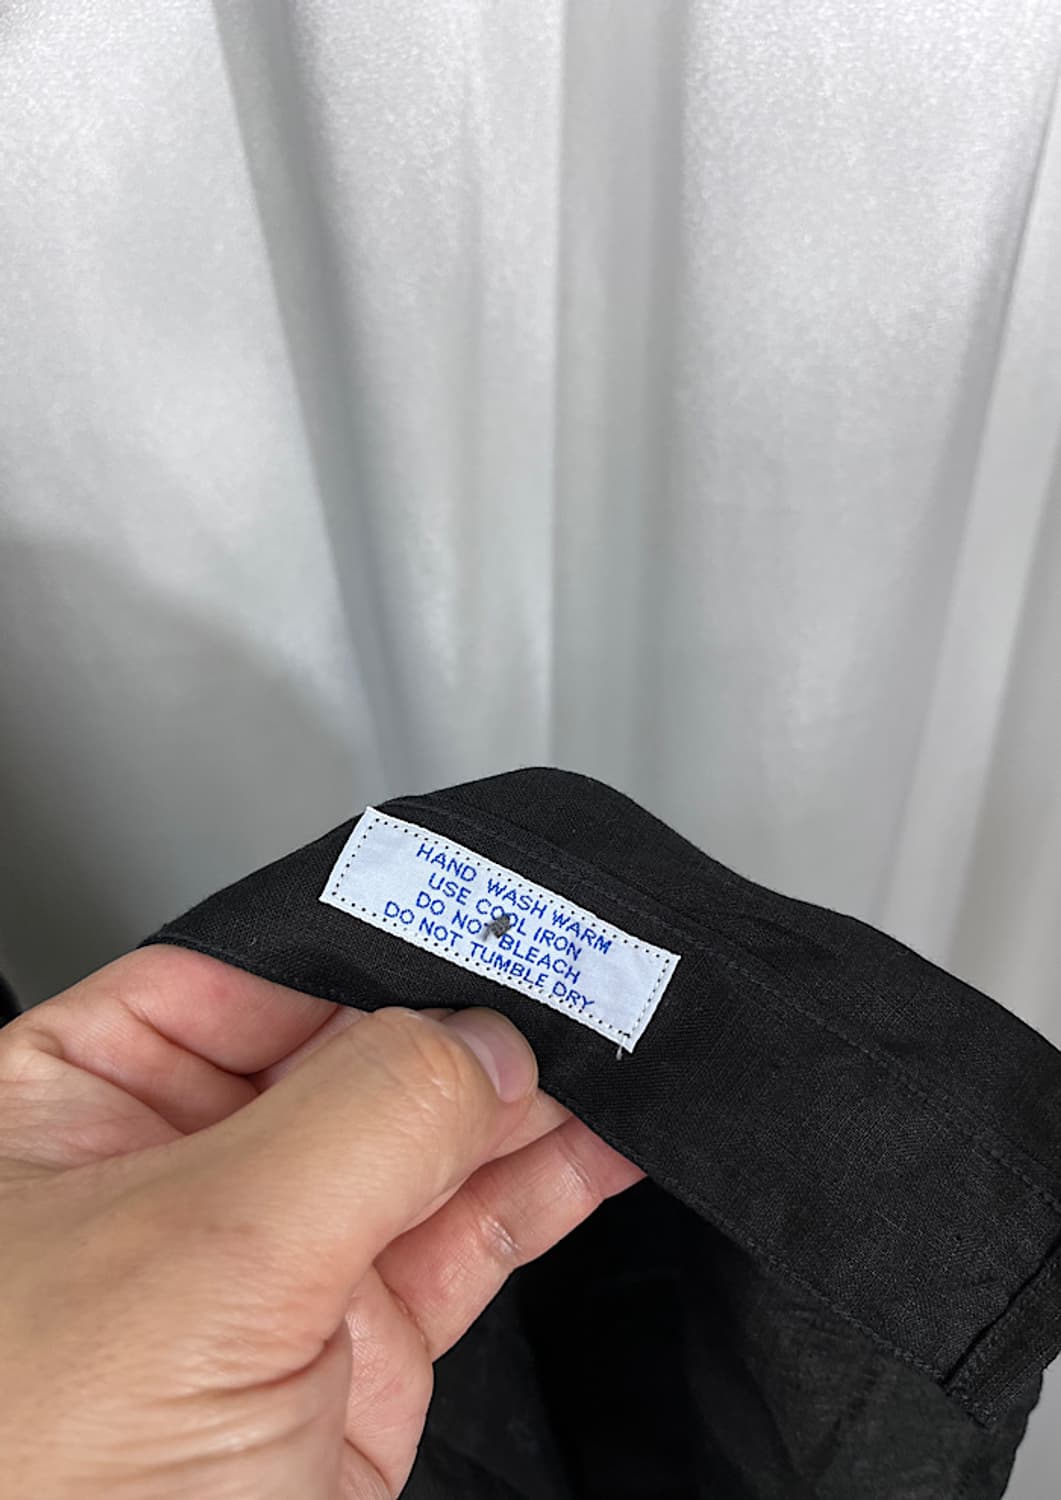 HAND WASH WARM
USE COOL IRON
DO NOT BLEACH
DO NOT TUMBLE DRY